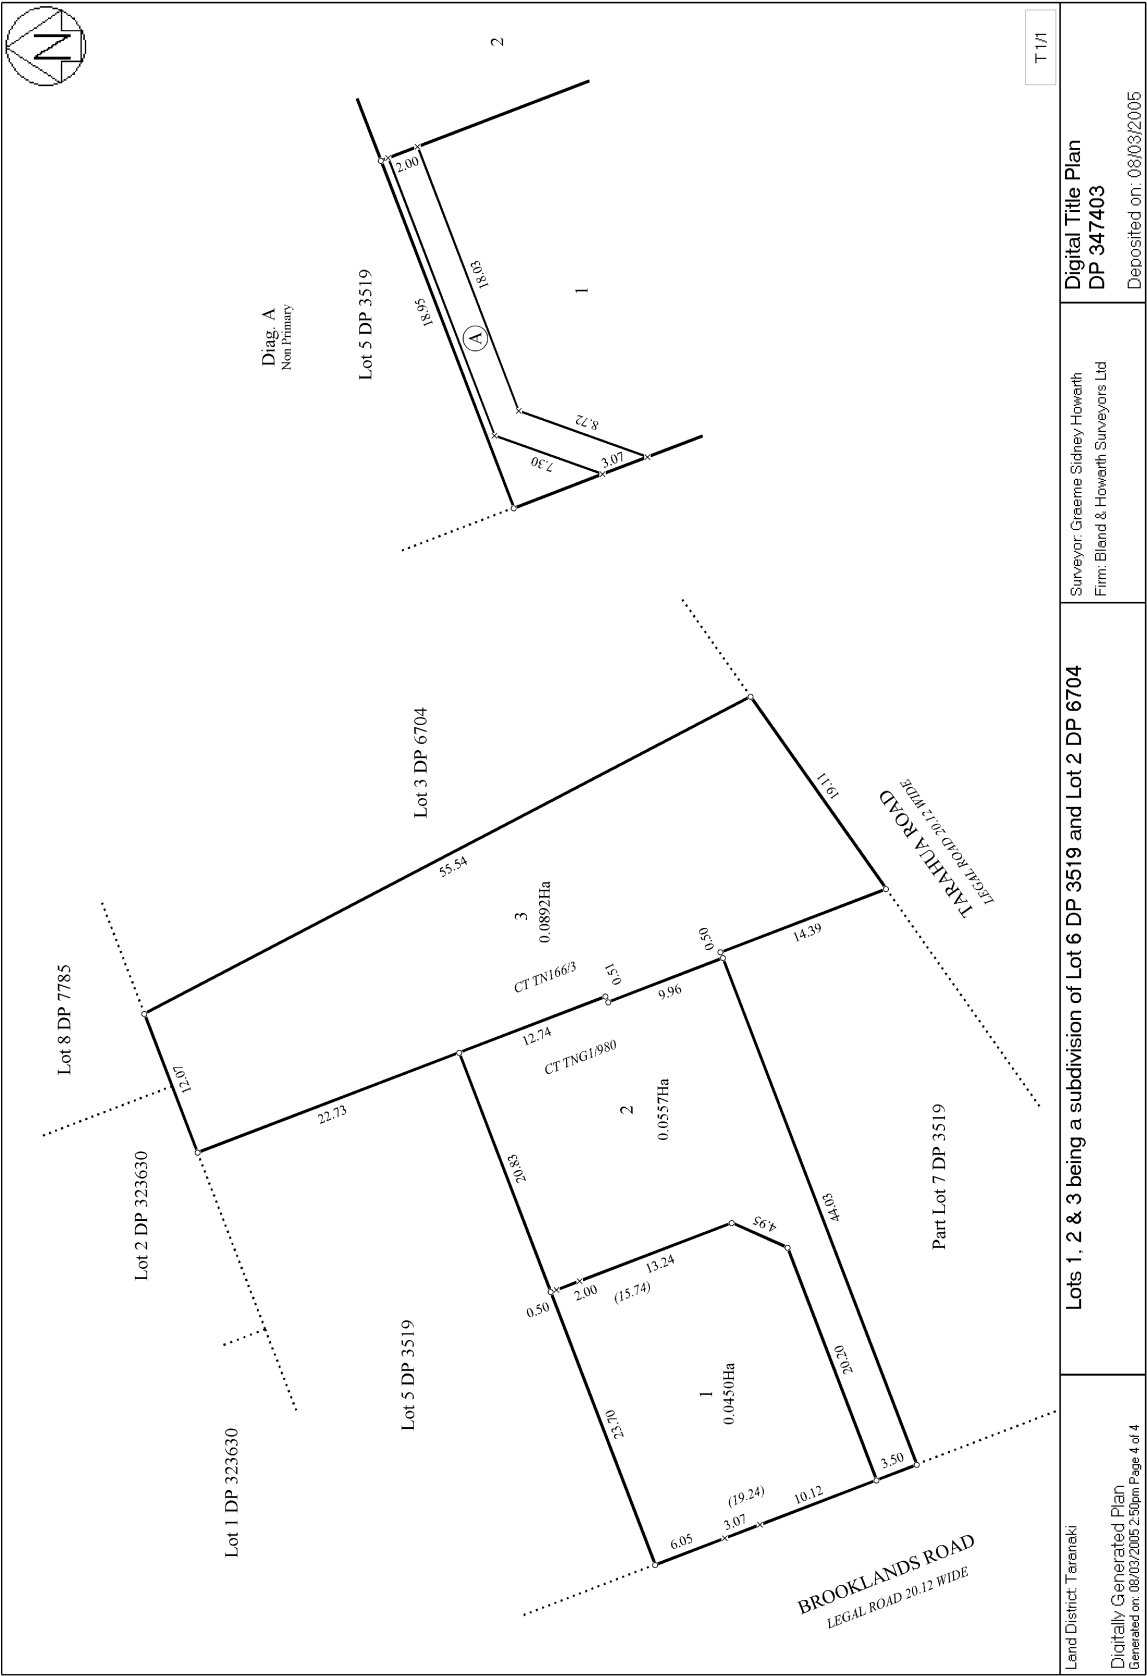 N
Diag. A
Non Primary
Lot 5 DP 3519
2
18.95
2.00
18.03
A
1
7.30
8.72
3.07
Lot 8 DP 7785
Lot 2 DP 323630
Lot 1 DP 323630
Lot 5 DP 3519
Lot 3 DP 6704
12.07
22.73
55.54
3
0.0892Ha
CT TN166/3
CT TNG1/980
12.74
0.51
9.96
0.50
14.39
19.11
TARAHUA ROAD
LEGAL ROAD 20.12 WIDE
20.83
2
0.0557Ha
0.50
2.00
13.24
(15.74)
4.95
44.03
Part Lot 7 DP 3519
23.70
1
0.0450Ha
20.20
6.05
3.07
(19.24)
10.12
3.50
BROOKLANDS ROAD
LEGAL ROAD 20.12 WIDE
T 1/1
Land District: Taranaki
Digitally Generated Plan
Generated on: 08/03/2005 2:50pm Page 4 of 4
Lots 1, 2 & 3 being a subdivision of Lot 6 DP 3519 and Lot 2 DP 6704
Surveyor: Graeme Sidney Howarth
Firm: Bland & Howarth Surveyors Ltd
Digital Title Plan
DP 347403
Deposited on: 08/03/2005